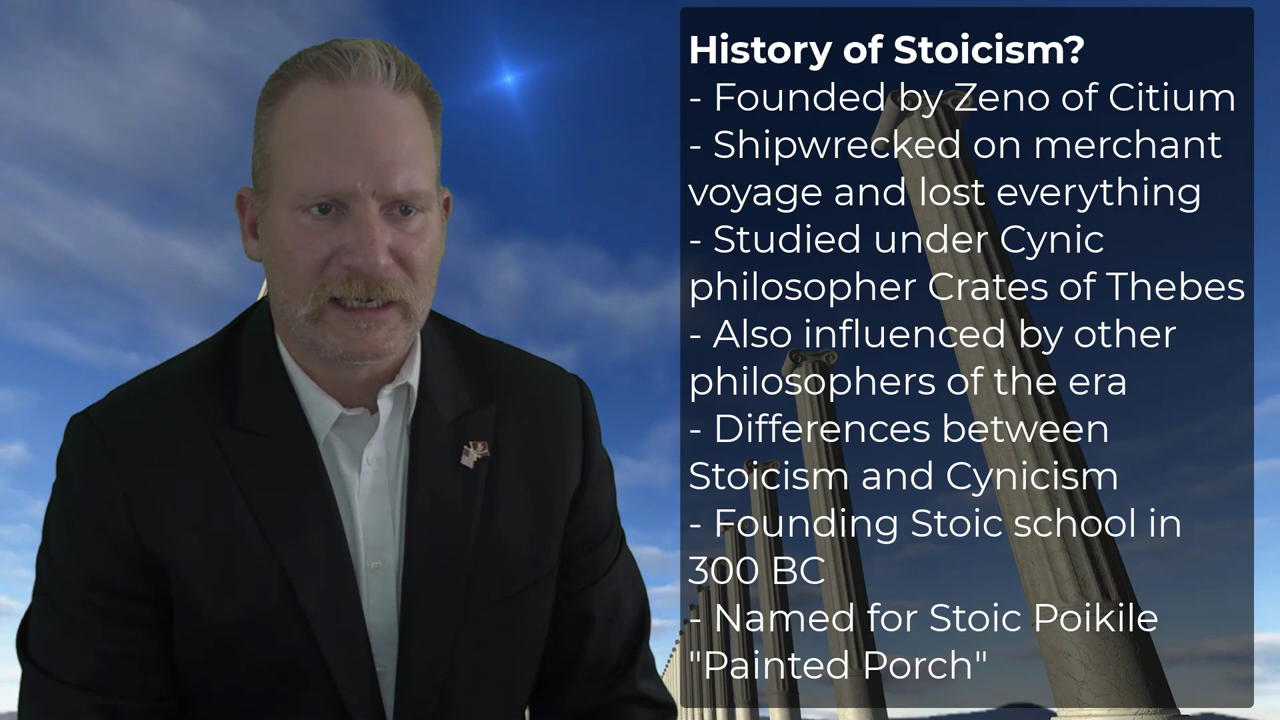 History of Stoicism?
- Founded by Zeno of Citium
- Shipwrecked on merchant
voyage and lost everything
- Studied under Cynic
philosopher Crates of Thebes
- Also influenced by other
philosophers of the era
- Differences between
Stoicism and Cynicism
- Founding Stoic school in
300 BC
- Named for Stoic Poikile
"Painted Porch"